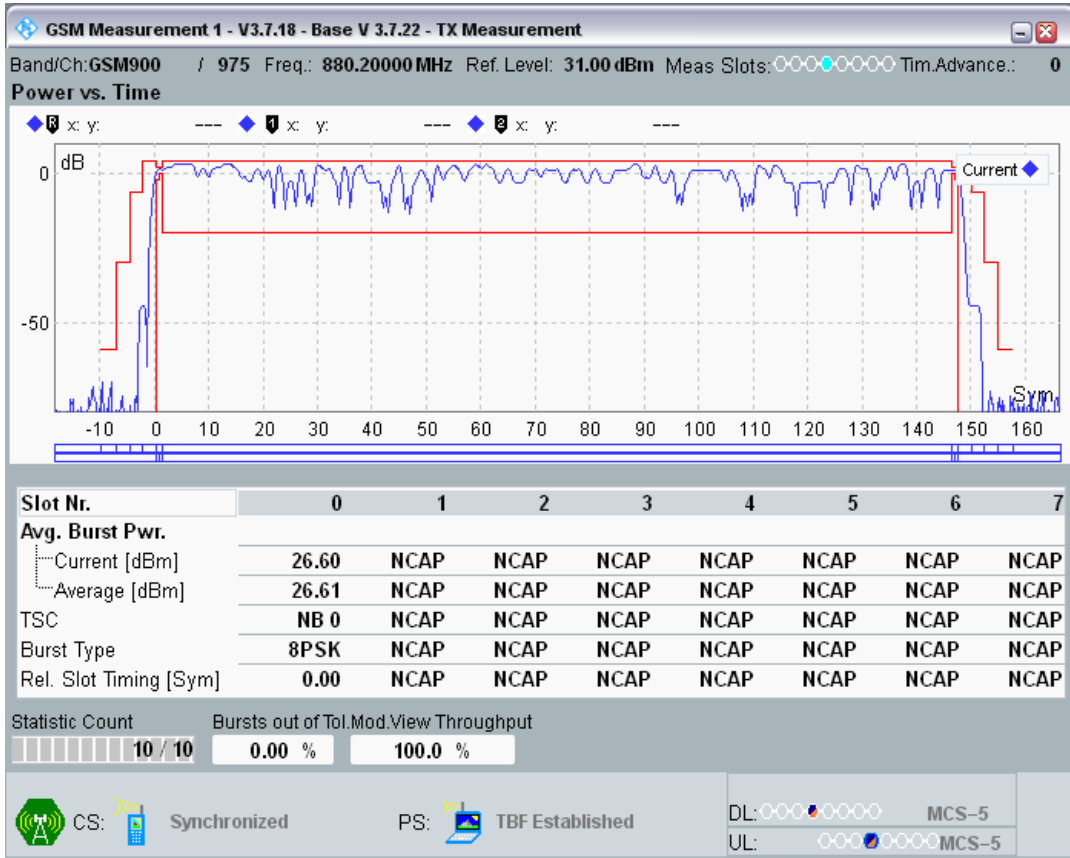 GSM Measurement 1 - V3.7.18 - Base V 3.7.22 - TX Measurement
Band/Ch:GSM900 / 975 Freq.: 880.20000 MHz Ref. Level: 31.00 dBm Meas Slots: Tim.Advance.: 0
Power vs. Time
R x: y: --- 1 x: y: --- 2 x: y: ---
dB
Current
0
-50
Sym
-10 0 10 20 30 40 50 60 70 80 90 100 110 120 130 140 150 160
Slot Nr. 0 1 2 3 4 5 6 7
Avg. Burst Pwr.
Current [dBm] 26.60 NCAP NCAP NCAP NCAP NCAP NCAP NCAP
Average [dBm] 26.61 NCAP NCAP NCAP NCAP NCAP NCAP NCAP
TSC NB 0 NCAP NCAP NCAP NCAP NCAP NCAP NCAP
Burst Type 8PSK NCAP NCAP NCAP NCAP NCAP NCAP NCAP
Rel. Slot Timing [Sym] 0.00 NCAP NCAP NCAP NCAP NCAP NCAP NCAP
Statistic Count Bursts out of Tol.Mod.View Throughput
10 / 10 0.00 % 100.0 %
CS: Synchronized PS: TBF Established
DL: MCS-5
UL: MCS-5